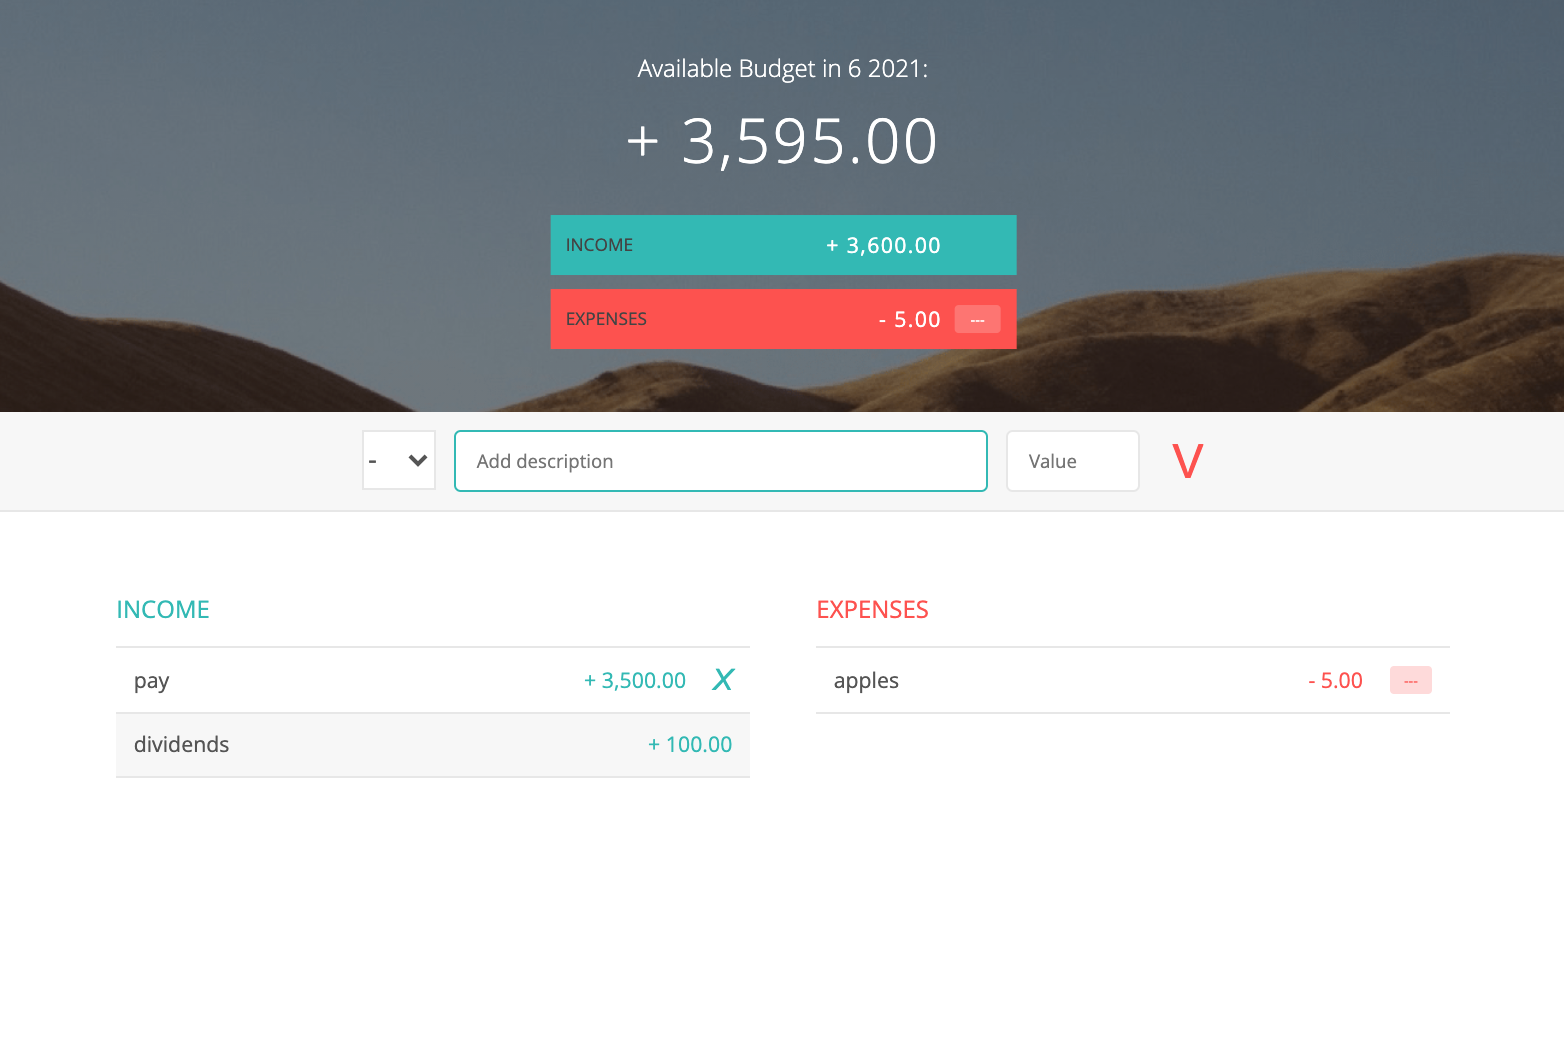 Available Budget in 6 2021:
+ 3,595.00
INCOME + 3,600.00
EXPENSES - 5.00 ---
- Add description Value V
INCOME
pay + 3,500.00 X
dividends + 100.00
EXPENSES
apples - 5.00 ---